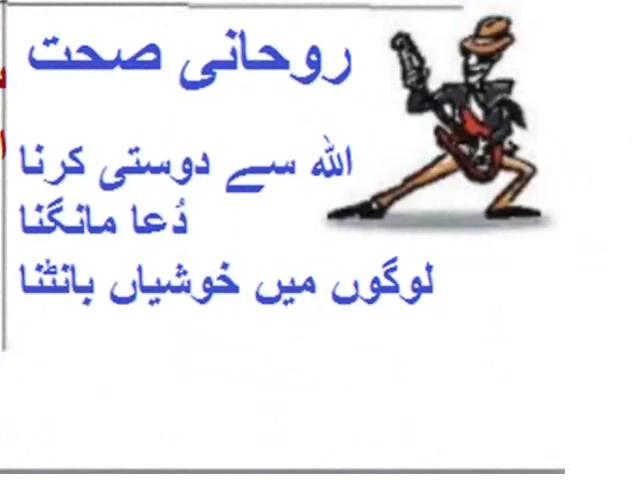 روحانی صحت
اللہ سے دوستی کرنا
دُعا مانگنا
لوگوں میں خوشیاں بانٹنا